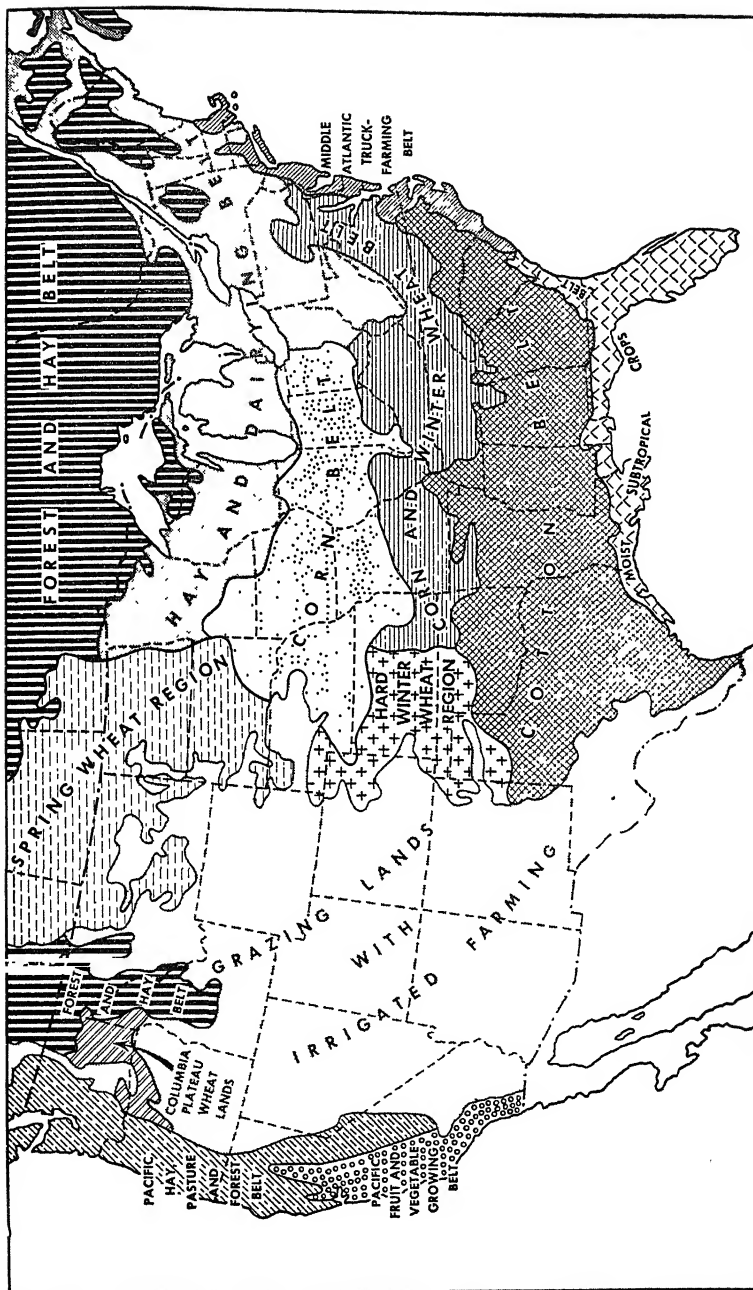 FOREST AND HAY BELT
SPRING WHEAT REGION
HAY AND DAIRYING BELT
FOREST
AND
HAY
BELT
COLUMBIA
PLATEAU
WHEAT
LANDS
PACIFIC
HAY,
PASTURE
AND
FOREST
BELT
PACIFIC
FRUIT AND
VEGETABLE
GROWING
BELT
GRAZING LANDS
WITH
IRRIGATED FARMING
CORN BELT
HARD
WINTER
WHEAT
REGION
CORN AND WINTER WHEAT BELT
COTTON BELT
MIDDLE
ATLANTIC
TRUCK-
FARMING
BELT
MOIST SUBTROPICAL CROPS BELT